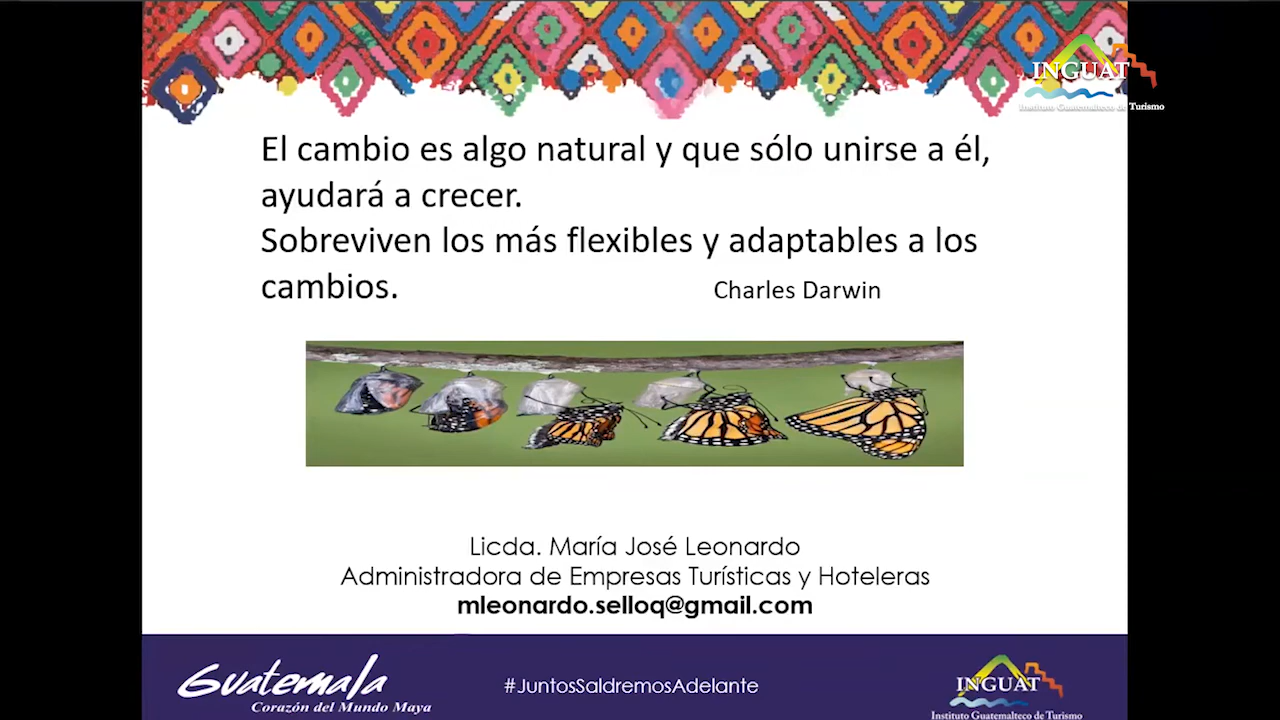 INGUAT
Instituto Guatemalteco de Turismo
El cambio es algo natural y que sólo unirse a él,
ayudará a crecer.
Sobreviven los más flexibles y adaptables a los
cambios.
Charles Darwin
Licda. María José Leonardo
Administradora de Empresas Turísticas y Hoteleras
mleonardo.selloq@gmail.com
Guatemala
Corazón del Mundo Maya
#JuntosSaldremosAdelante
INGUAT
Instituto Guatemalteco de Turismo